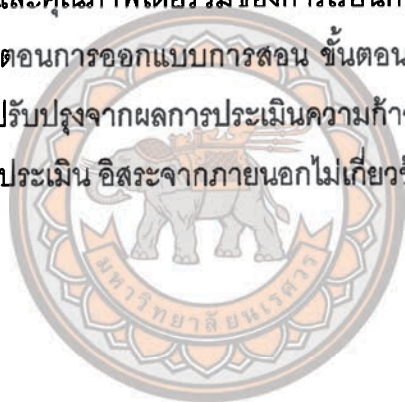 และคุณภาพโดยรวมของการเรียนก
ตอนการออกแบบการสอน ขั้นตอน
ปรับปรุงจากผลการประเมินความก้าว
ประเมิน อิสระจากภายนอกไม่เกี่ยวข้
มหาวิทยาลัยนเรศวร